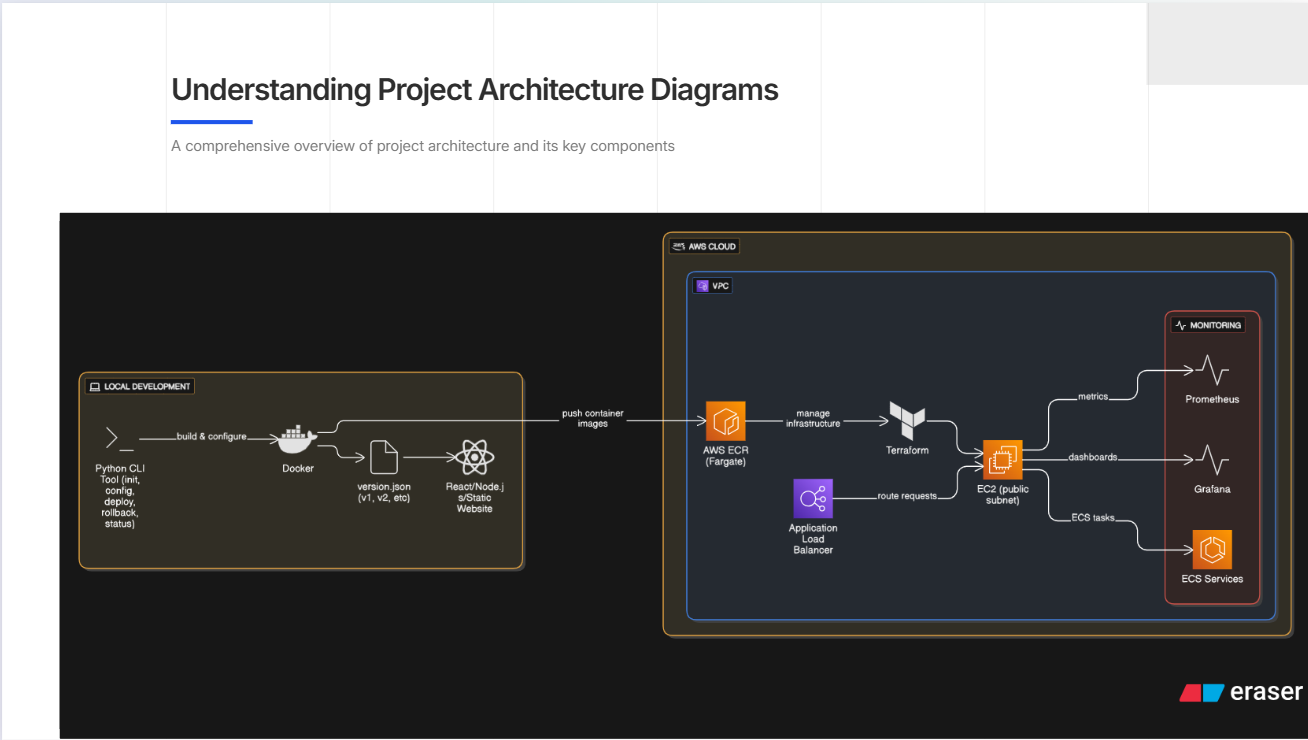 Understanding Project Architecture Diagrams
A comprehensive overview of project architecture and its key components
aws AWS CLOUD
VPC
MONITORING
LOCAL DEVELOPMENT
build & configure
Python CLI
Tool (init,
config,
deploy,
rollback,
status)
Docker
version.json
(v1, v2, etc)
React/Node.j
s/Static
Website
push container
images
AWS ECR
(Fargate)
manage
infrastructure
Terraform
Application
Load
Balancer
route requests
EC2 (public
subnet)
metrics
dashboards
ECS tasks
Prometheus
Grafana
ECS Services
eraser